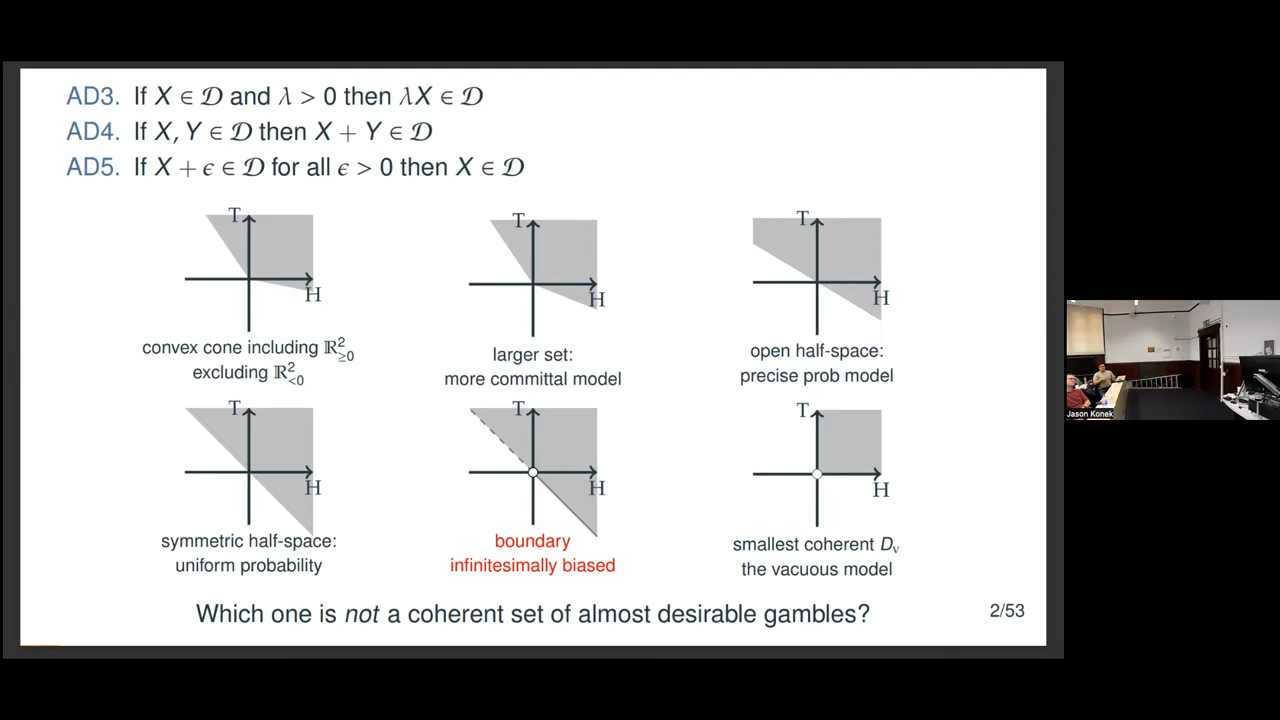 AD3. If X ∈ 𝒟 and λ > 0 then λX ∈ 𝒟
AD4. If X, Y ∈ 𝒟 then X + Y ∈ 𝒟
AD5. If X + ϵ ∈ 𝒟 for all ϵ > 0 then X ∈ 𝒟
T
H
convex cone including ℝ²≥0
excluding ℝ²<0
T
H
larger set:
more committal model
T
H
open half-space:
precise prob model
T
H
symmetric half-space:
uniform probability
T
H
boundary
infinitesimally biased
T
H
smallest coherent Dᵥ
the vacuous model
Which one is not a coherent set of almost desirable gambles?
2/53
Jason Konek